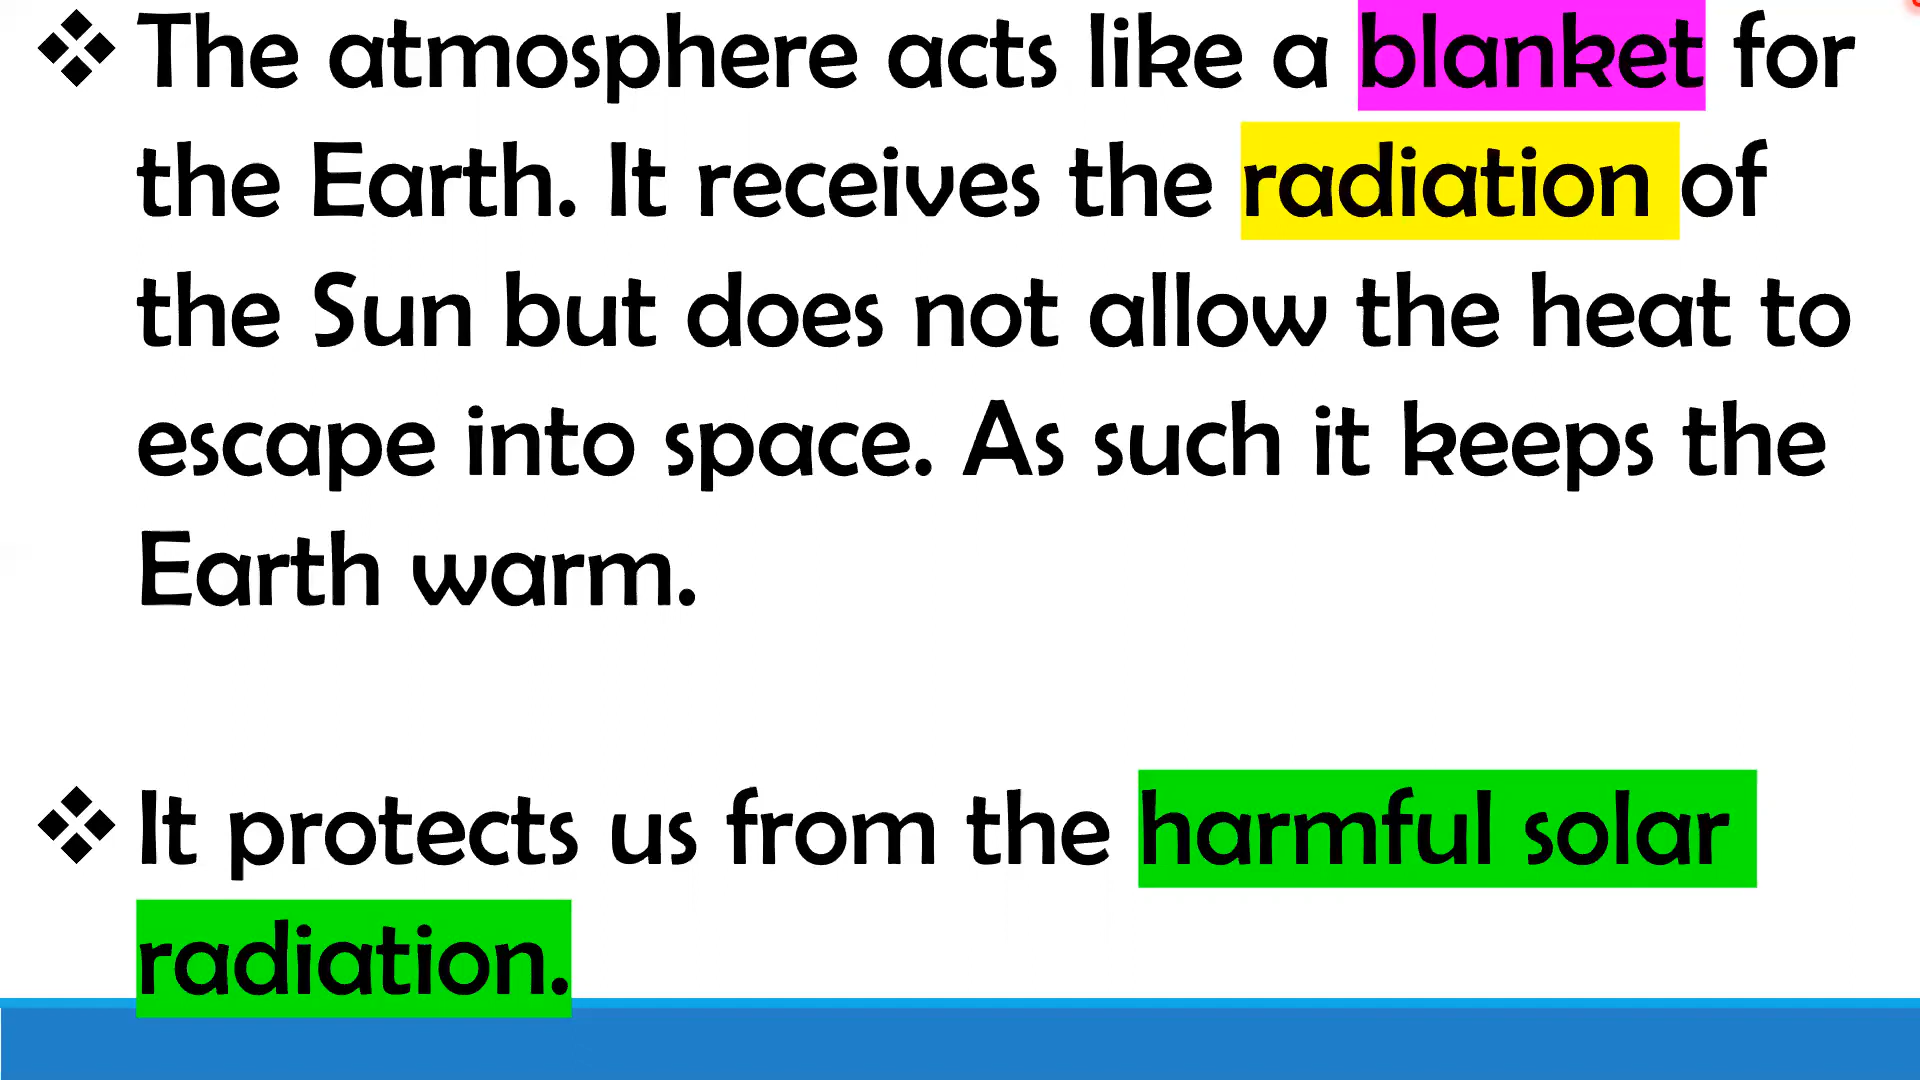 ❖ The atmosphere acts like a blanket for
the Earth. It receives the radiation of
the Sun but does not allow the heat to
escape into space. As such it keeps the
Earth warm.
❖ It protects us from the harmful solar
radiation.